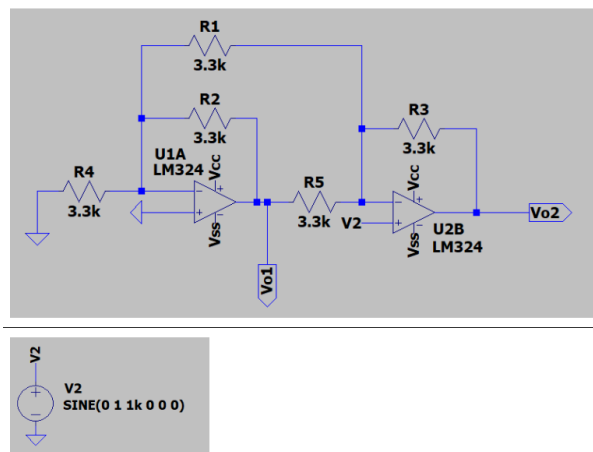 R1
3.3k
R2
3.3k
R3
3.3k
U1A
LM324
Vcc
R4
3.3k
Vss
R5
3.3k
Vcc
V2
Vss
U2B
LM324
Vo2
Vo1
V2
V2
SINE(0 1 1k 0 0 0)